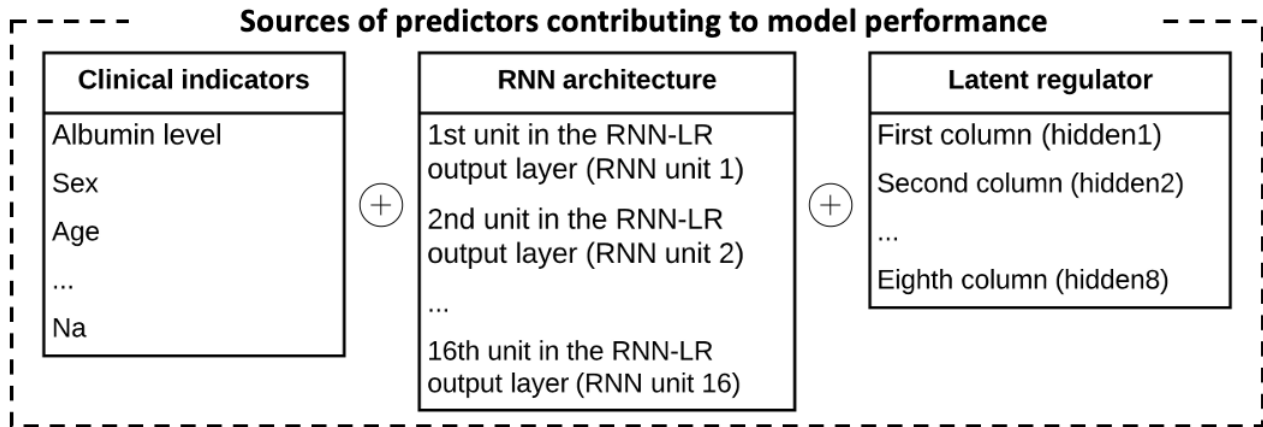 Sources of predictors contributing to model performance
Clinical indicators
Albumin level
Sex
Age
...
Na
+
RNN architecture
1st unit in the RNN-LR
output layer (RNN unit 1)
2nd unit in the RNN-LR
output layer (RNN unit 2)
...
16th unit in the RNN-LR
output layer (RNN unit 16)
+
Latent regulator
First column (hidden1)
Second column (hidden2)
...
Eighth column (hidden8)